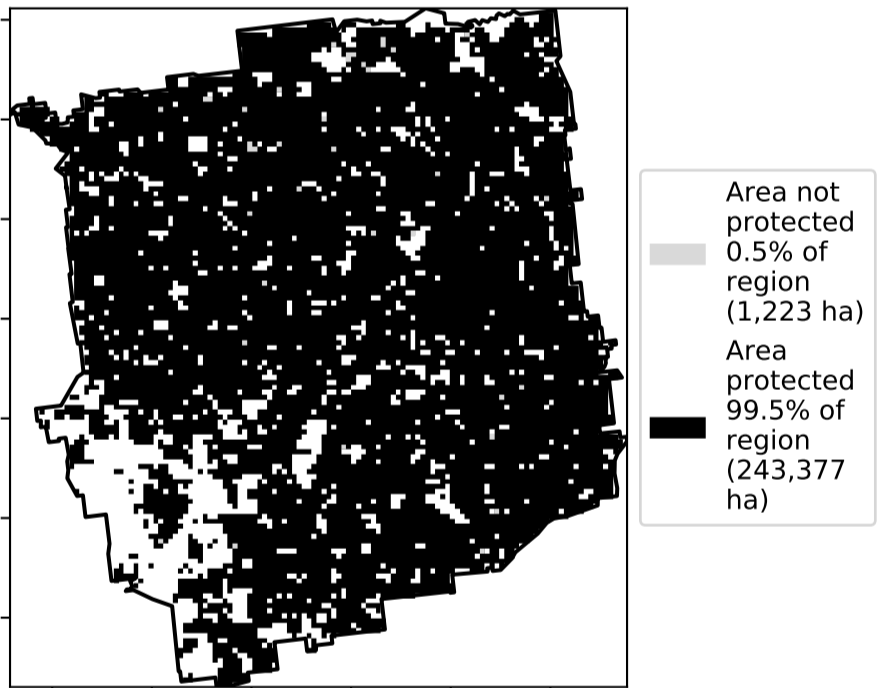 Area not
protected
0.5% of
region
(1,223 ha)
Area
protected
99.5% of
region
(243,377
ha)